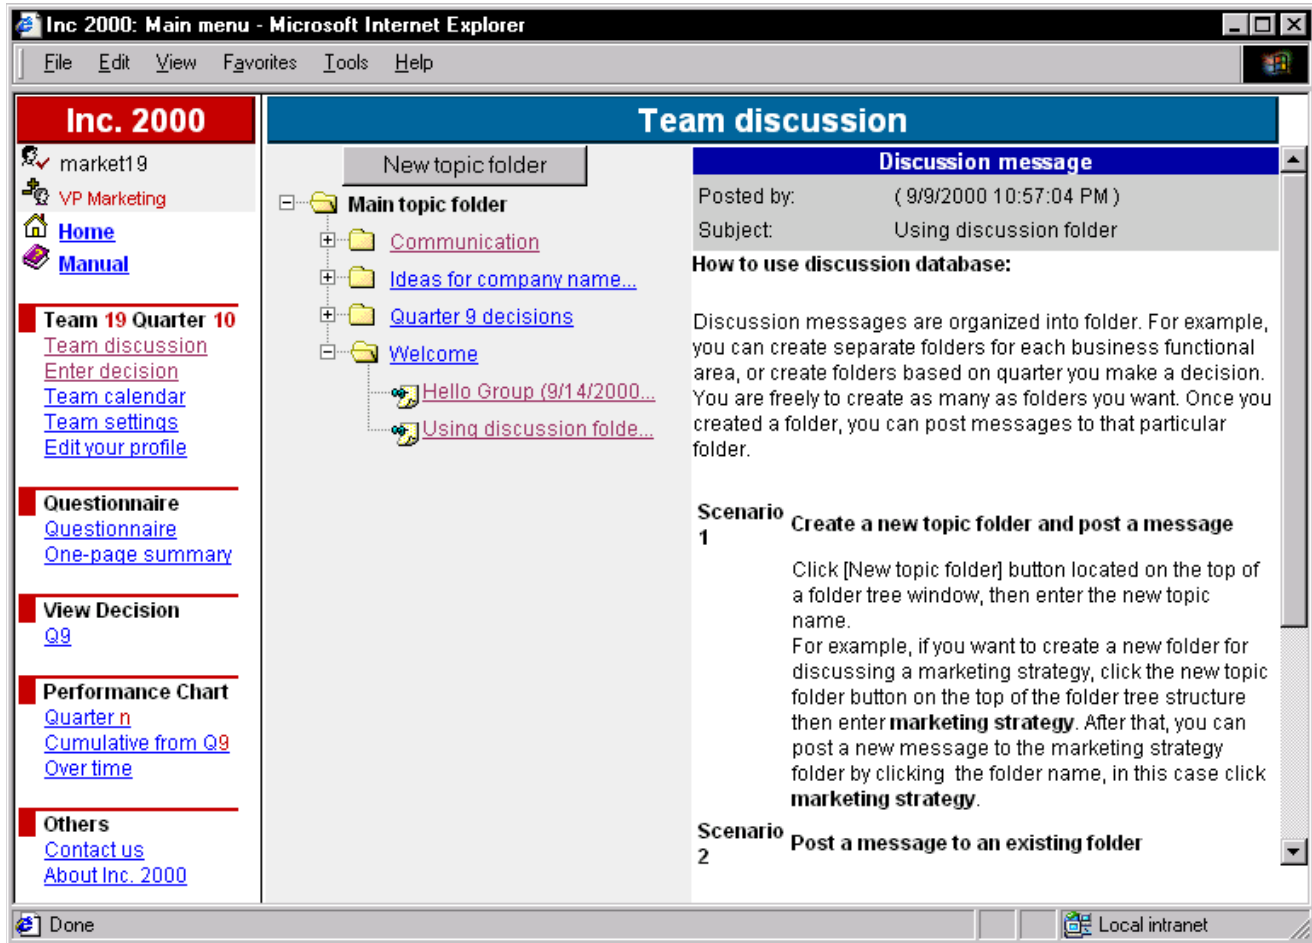 Inc 2000: Main menu - Microsoft Internet Explorer
File Edit View Favorites Tools Help
Inc. 2000
market19
VP Marketing
Home
Manual
Team 19 Quarter 10
Team discussion
Enter decision
Team calendar
Team settings
Edit your profile
Questionnaire
Questionnaire
One-page summary
View Decision
Q9
Performance Chart
Quarter n
Cumulative from Q9
Over time
Others
Contact us
About Inc. 2000
Team discussion
New topic folder
Main topic folder
Communication
Ideas for company name...
Quarter 9 decisions
Welcome
Hello Group (9/14/2000...
Using discussion folde...
Discussion message
Posted by: ( 9/9/2000 10:57:04 PM )
Subject: Using discussion folder
How to use discussion database:
Discussion messages are organized into folder. For example,
you can create separate folders for each business functional
area, or create folders based on quarter you make a decision.
You are freely to create as many as folders you want. Once you
created a folder, you can post messages to that particular
folder.
Scenario 1 Create a new topic folder and post a message
Click [New topic folder] button located on the top of
a folder tree window, then enter the new topic
name.
For example, if you want to create a new folder for
discussing a marketing strategy, click the new topic
folder button on the top of the folder tree structure
then enter marketing strategy. After that, you can
post a new message to the marketing strategy
folder by clicking the folder name, in this case click
marketing strategy.
Scenario 2 Post a message to an existing folder
Done
Local intranet